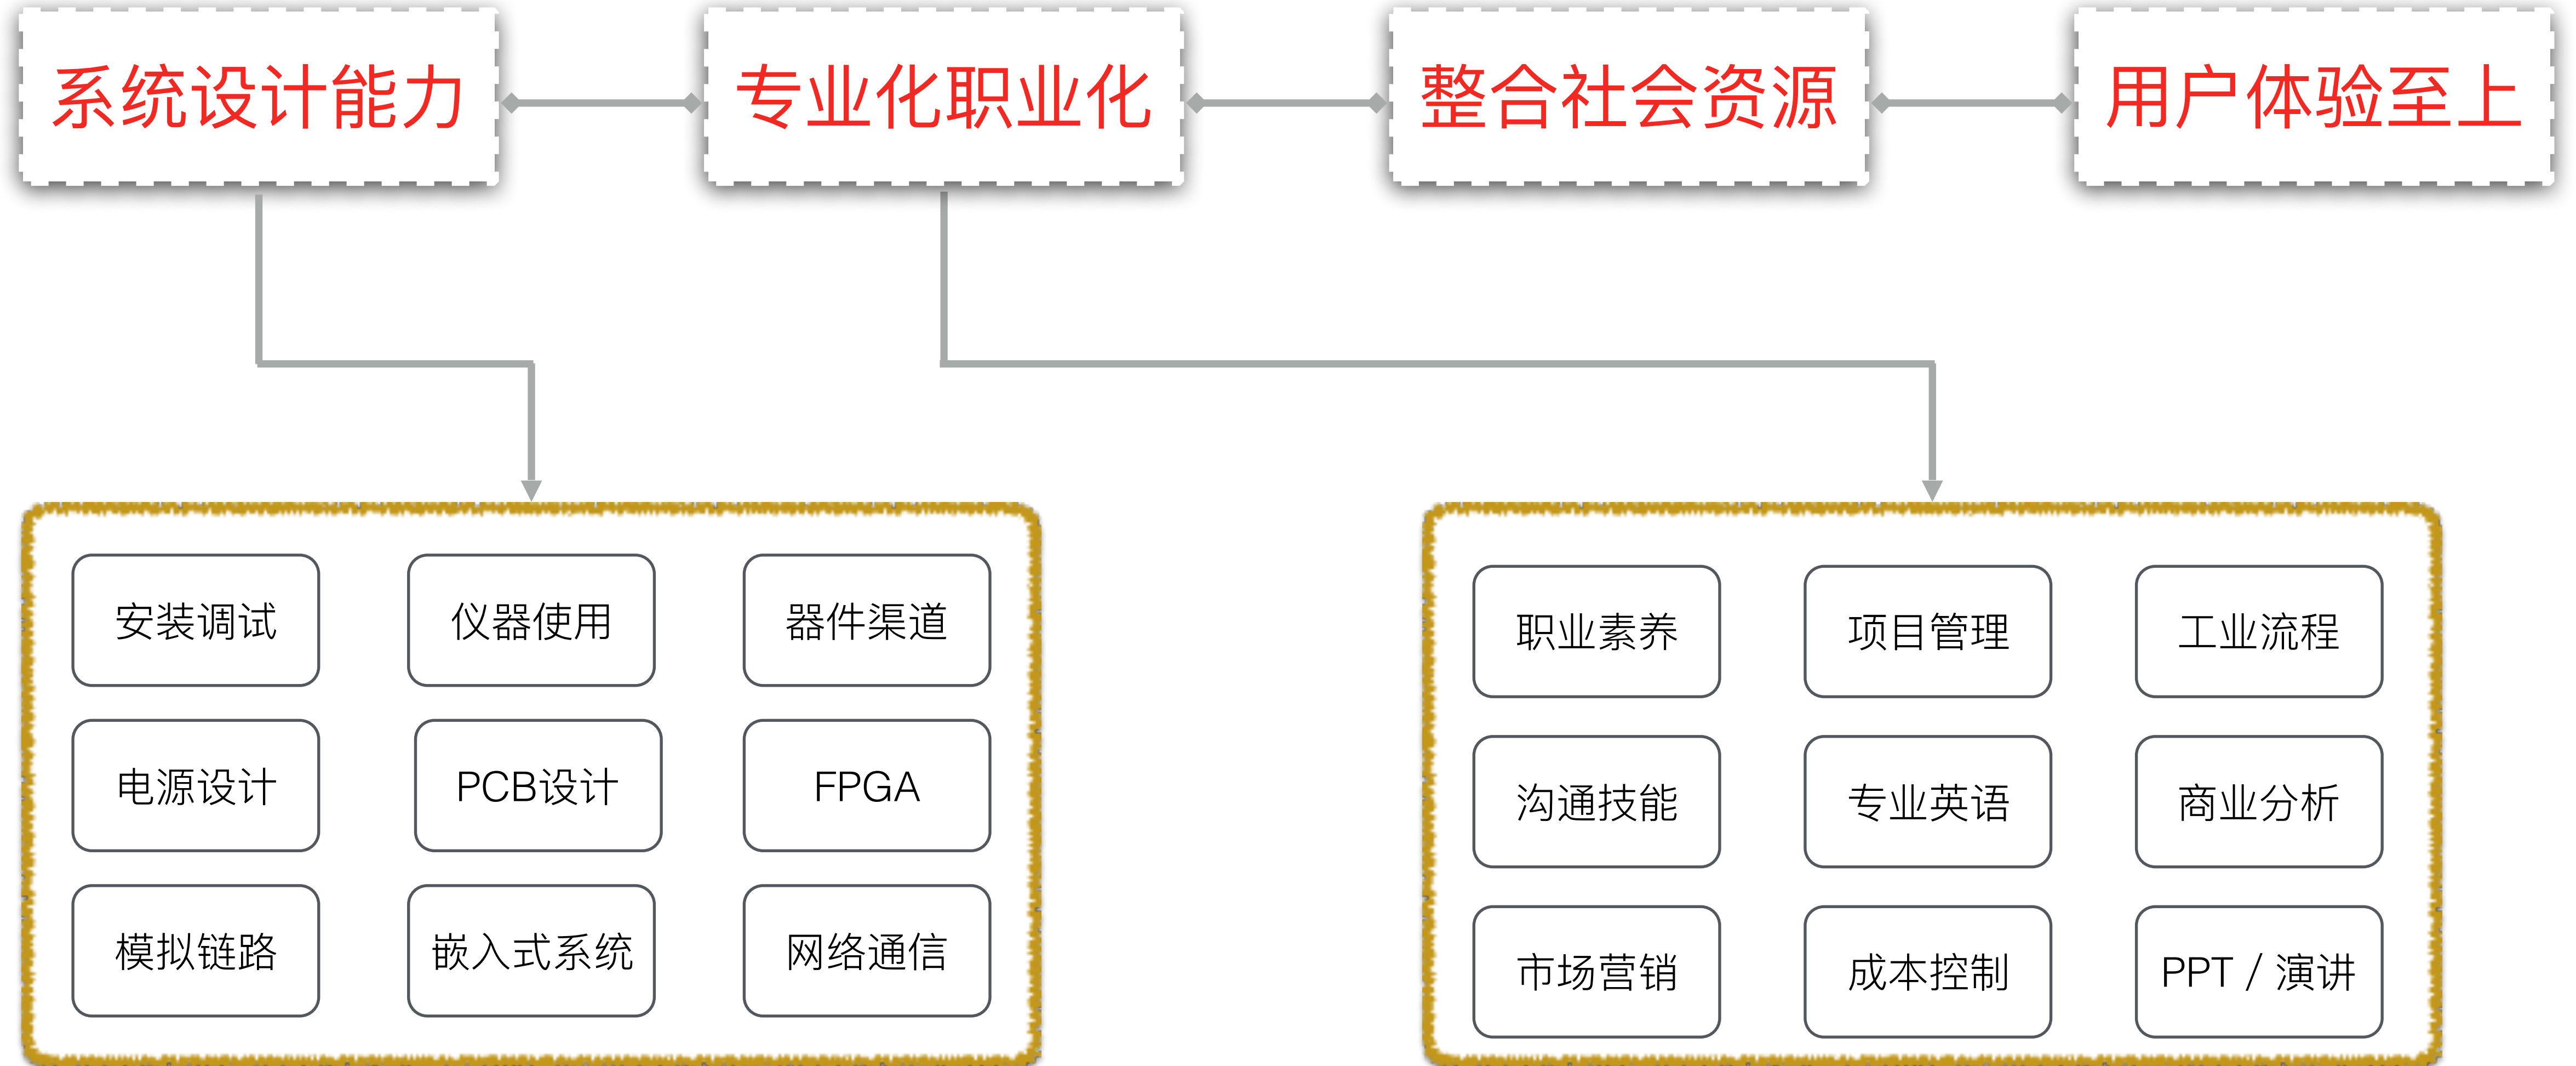 系统设计能力
专业化职业化
整合社会资源
用户体验至上
安装调试
仪器使用
器件渠道
电源设计
PCB设计
FPGA
模拟链路
嵌入式系统
网络通信
职业素养
项目管理
工业流程
沟通技能
专业英语
商业分析
市场营销
成本控制
PPT / 演讲